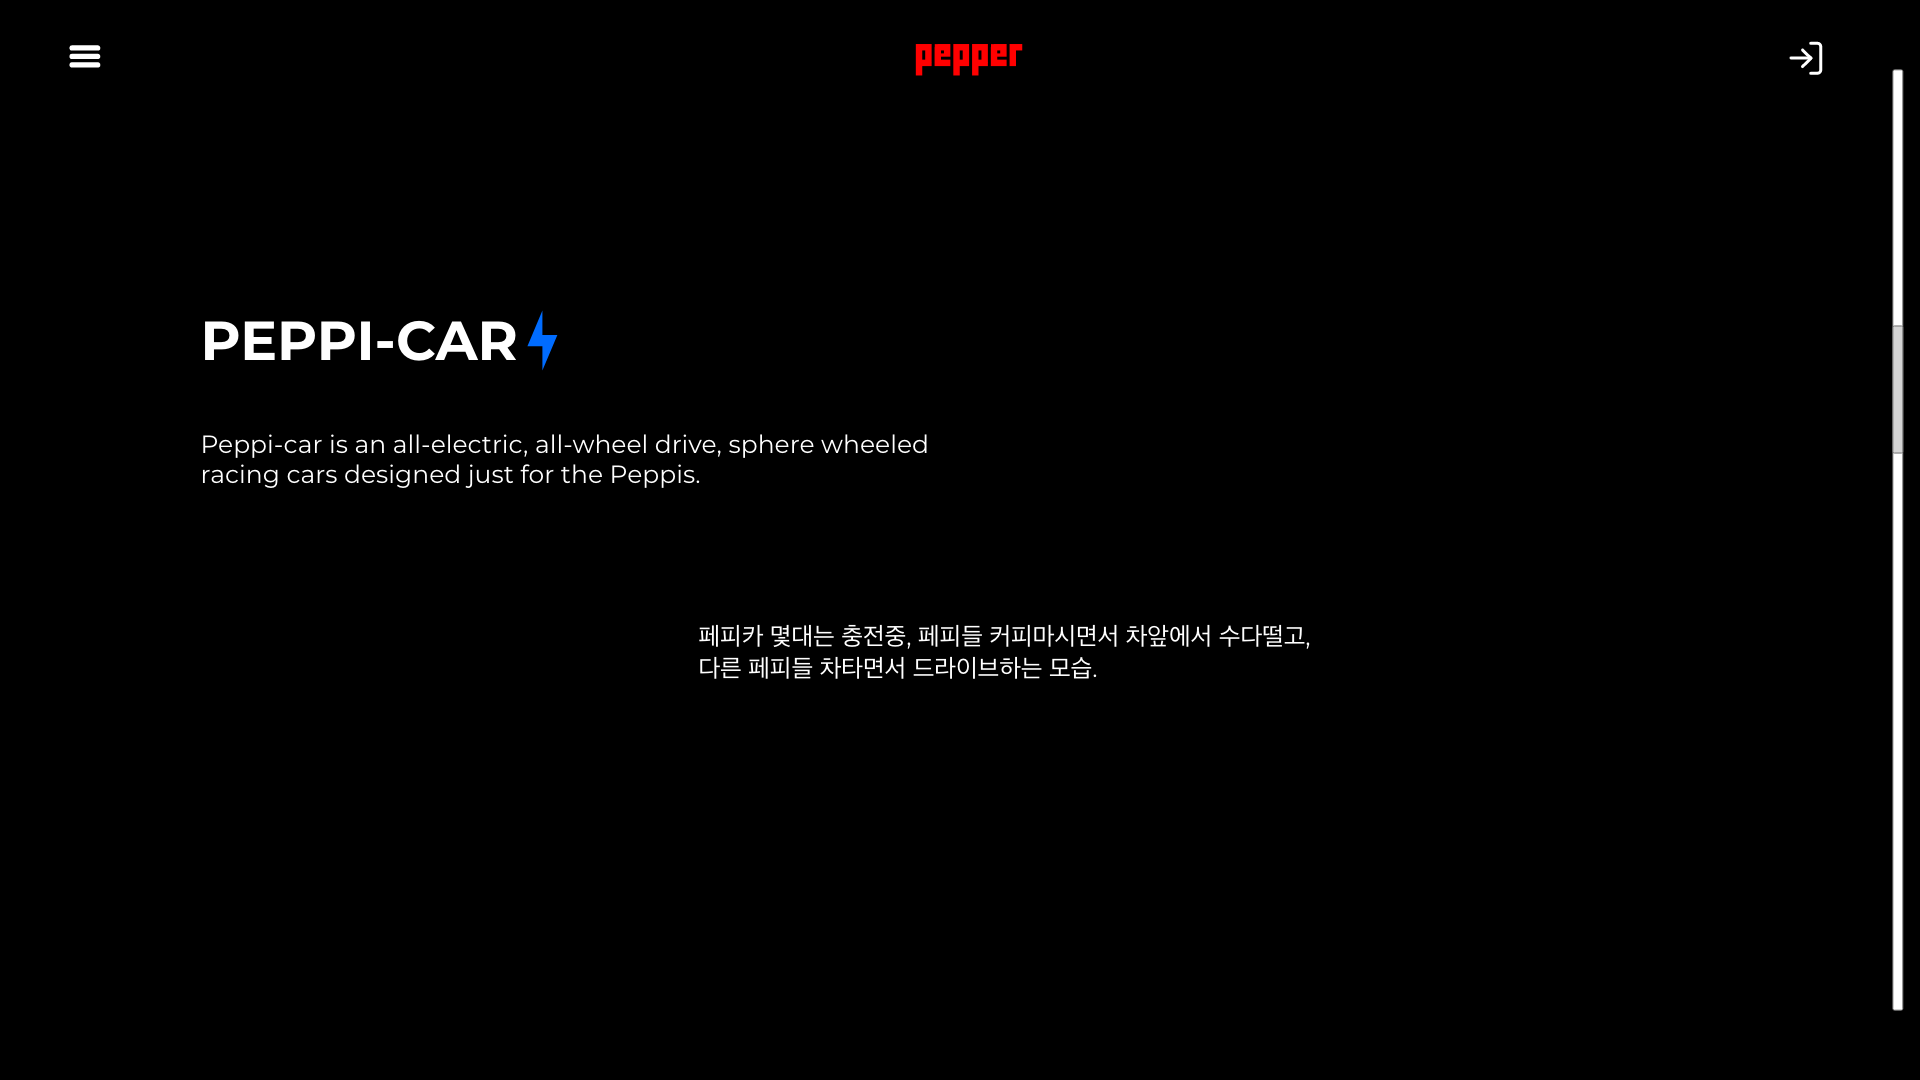 pepper
PEPPI-CAR
Peppi-car is an all-electric, all-wheel drive, sphere wheeled
racing cars designed just for the Peppis.
페피카 몇대는 충전중, 페피들 커피마시면서 차앞에서 수다떨고,
다른 페피들 차타면서 드라이브하는 모습.